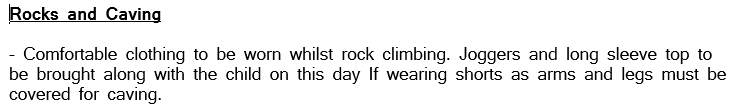 Rocks and Caving
- Comfortable clothing to be worn whilst rock climbing. Joggers and long sleeve top to
be brought along with the child on this day If wearing shorts as arms and legs must be
covered for caving.